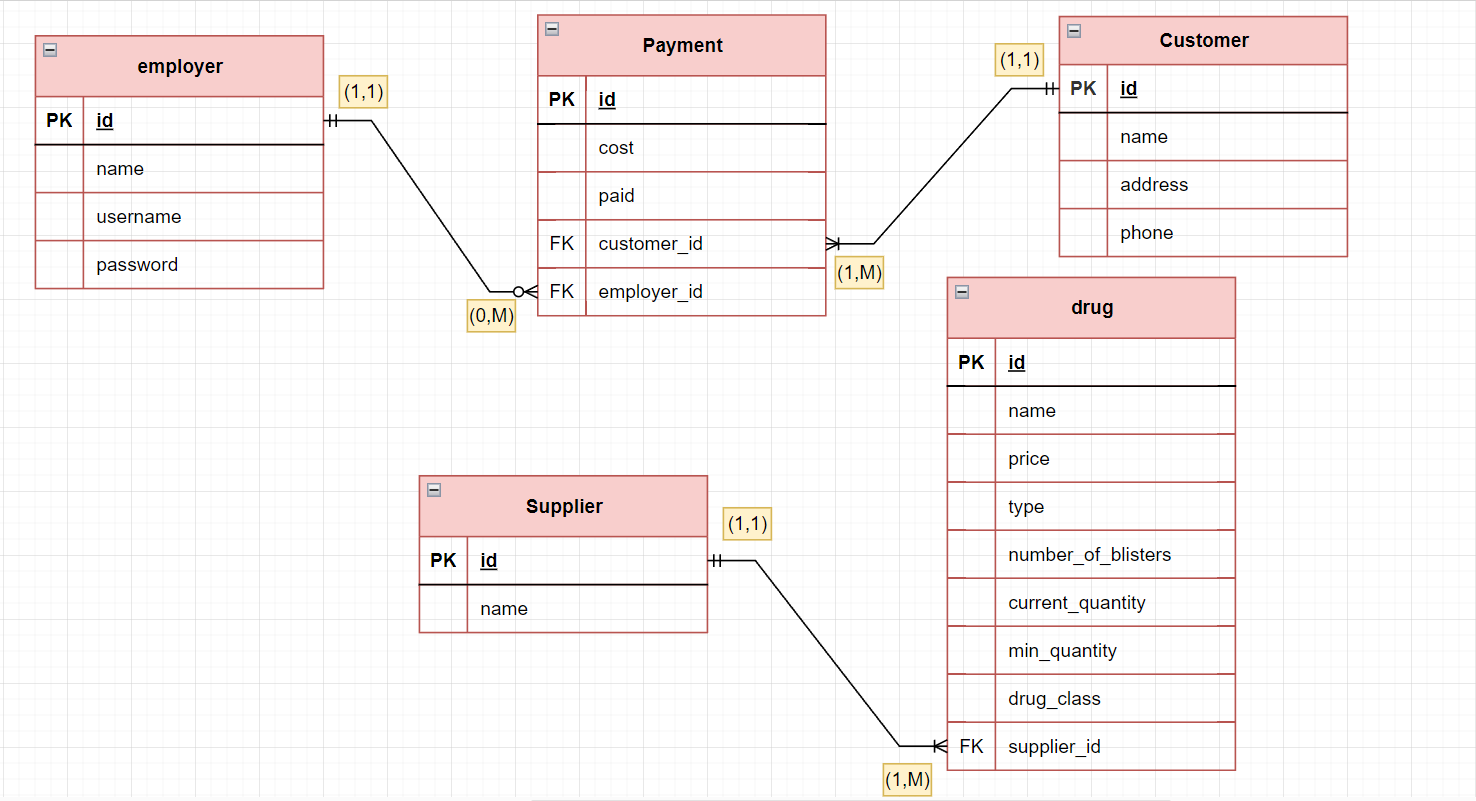 employer
PK id
name
username
password
(1,1)
(0,M)
Payment
PK id
cost
paid
FK customer_id
FK employer_id
(1,1)
(1,M)
Customer
PK id
name
address
phone
Supplier
PK id
name
(1,1)
(1,M)
drug
PK id
name
price
type
number_of_blisters
current_quantity
min_quantity
drug_class
FK supplier_id